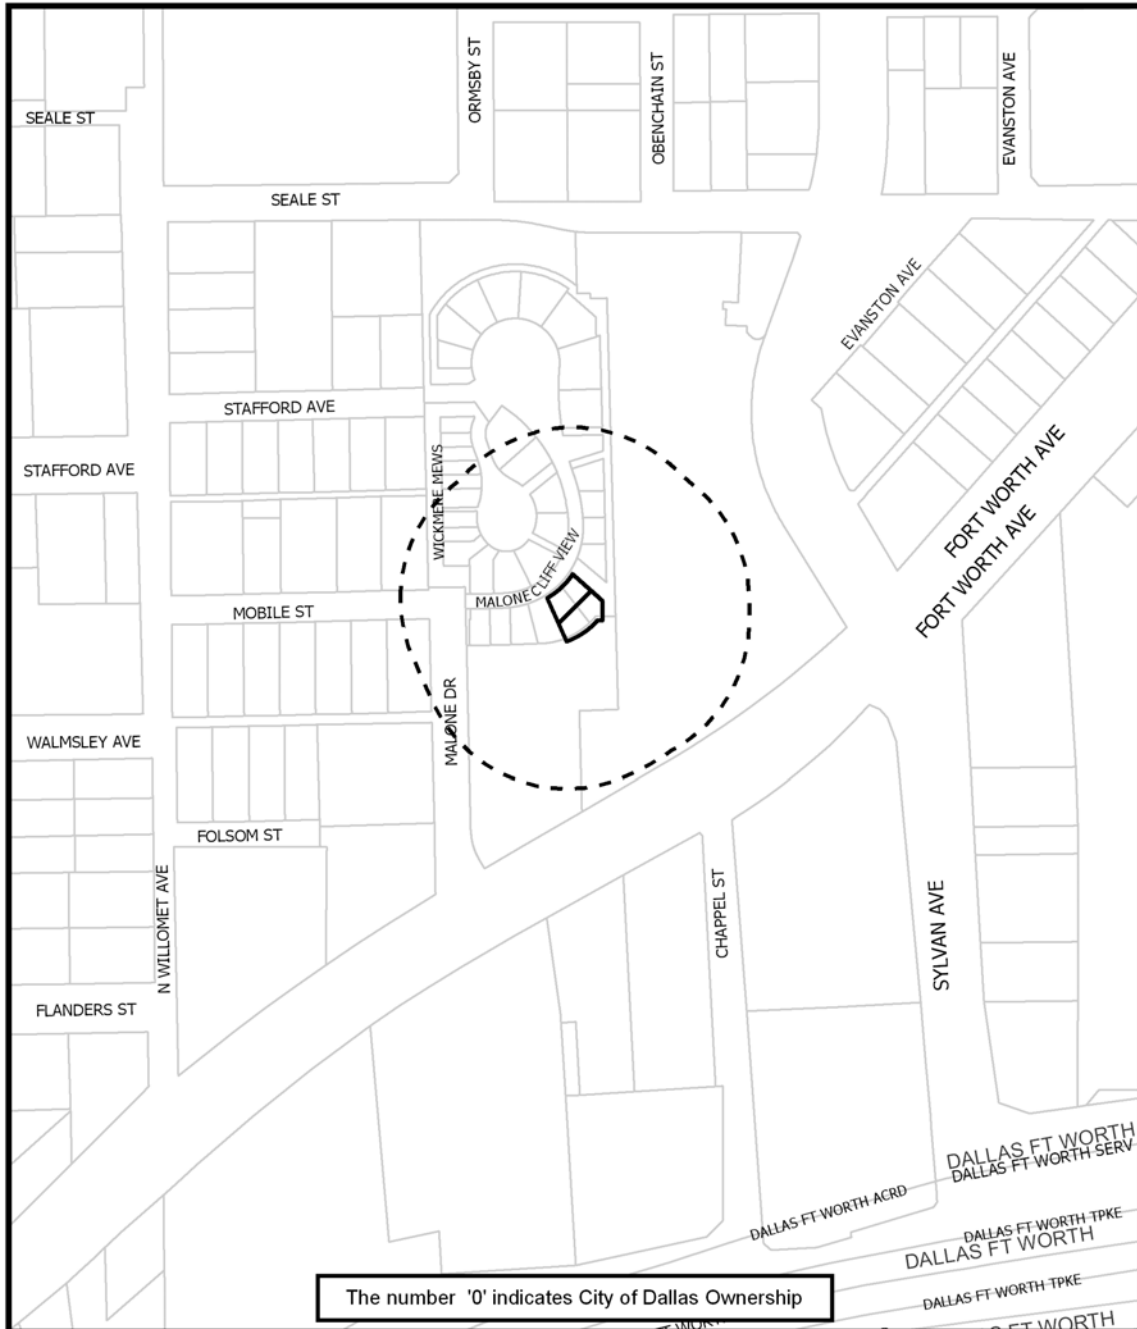 ORMSBY ST
OBENCHAIN ST
EVANSTON AVE
SEALE ST
SEALE ST
EVANSTON AVE
STAFFORD AVE
STAFFORD AVE
WICKMERE MEWS
FORT WORTH AVE
FORT WORTH AVE
CLIFF VIEW
MALONE
MOBILE ST
MALONE DR
WALMSLEY AVE
FOLSOM ST
N WILLOMET AVE
CHAPPEL ST
SYLVAN AVE
FLANDERS ST
DALLAS FT WORTH
DALLAS FT WORTH SERV
DALLAS FT WORTH ACRD
DALLAS FT WORTH TPKE
DALLAS FT WORTH
DALLAS FT WORTH TPKE
FT WORTH
The number '0' indicates City of Dallas Ownership